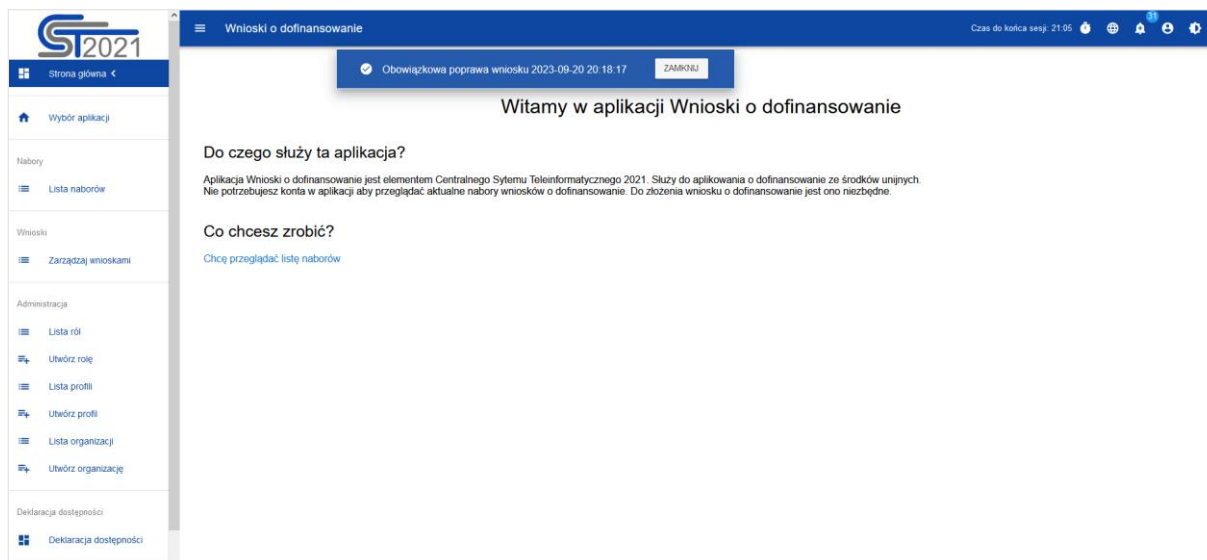 CST2021
Wnioski o dofinansowanie
Czas do końca sesji: 21:05
31
Obowiązkowa poprawa wniosku 2023-09-20 20:18:17
ZAMKNIJ
Strona główna
Wybór aplikacji
Nabory
Lista naborów
Wnioski
Zarządzaj wnioskami
Administracja
Lista ról
Utwórz rolę
Lista profili
Utwórz profil
Lista organizacji
Utwórz organizację
Deklaracja dostępności
Deklaracja dostępności
Witamy w aplikacji Wnioski o dofinansowanie
Do czego służy ta aplikacja?
Aplikacja Wnioski o dofinansowanie jest elementem Centralnego Sytemu Teleinformatycznego 2021. Służy do aplikowania o dofinansowanie ze środków unijnych.
Nie potrzebujesz konta w aplikacji aby przeglądać aktualne nabory wniosków o dofinansowanie. Do złożenia wniosku o dofinansowanie jest ono niezbędne.
Co chcesz zrobić?
Chcę przeglądać listę naborów